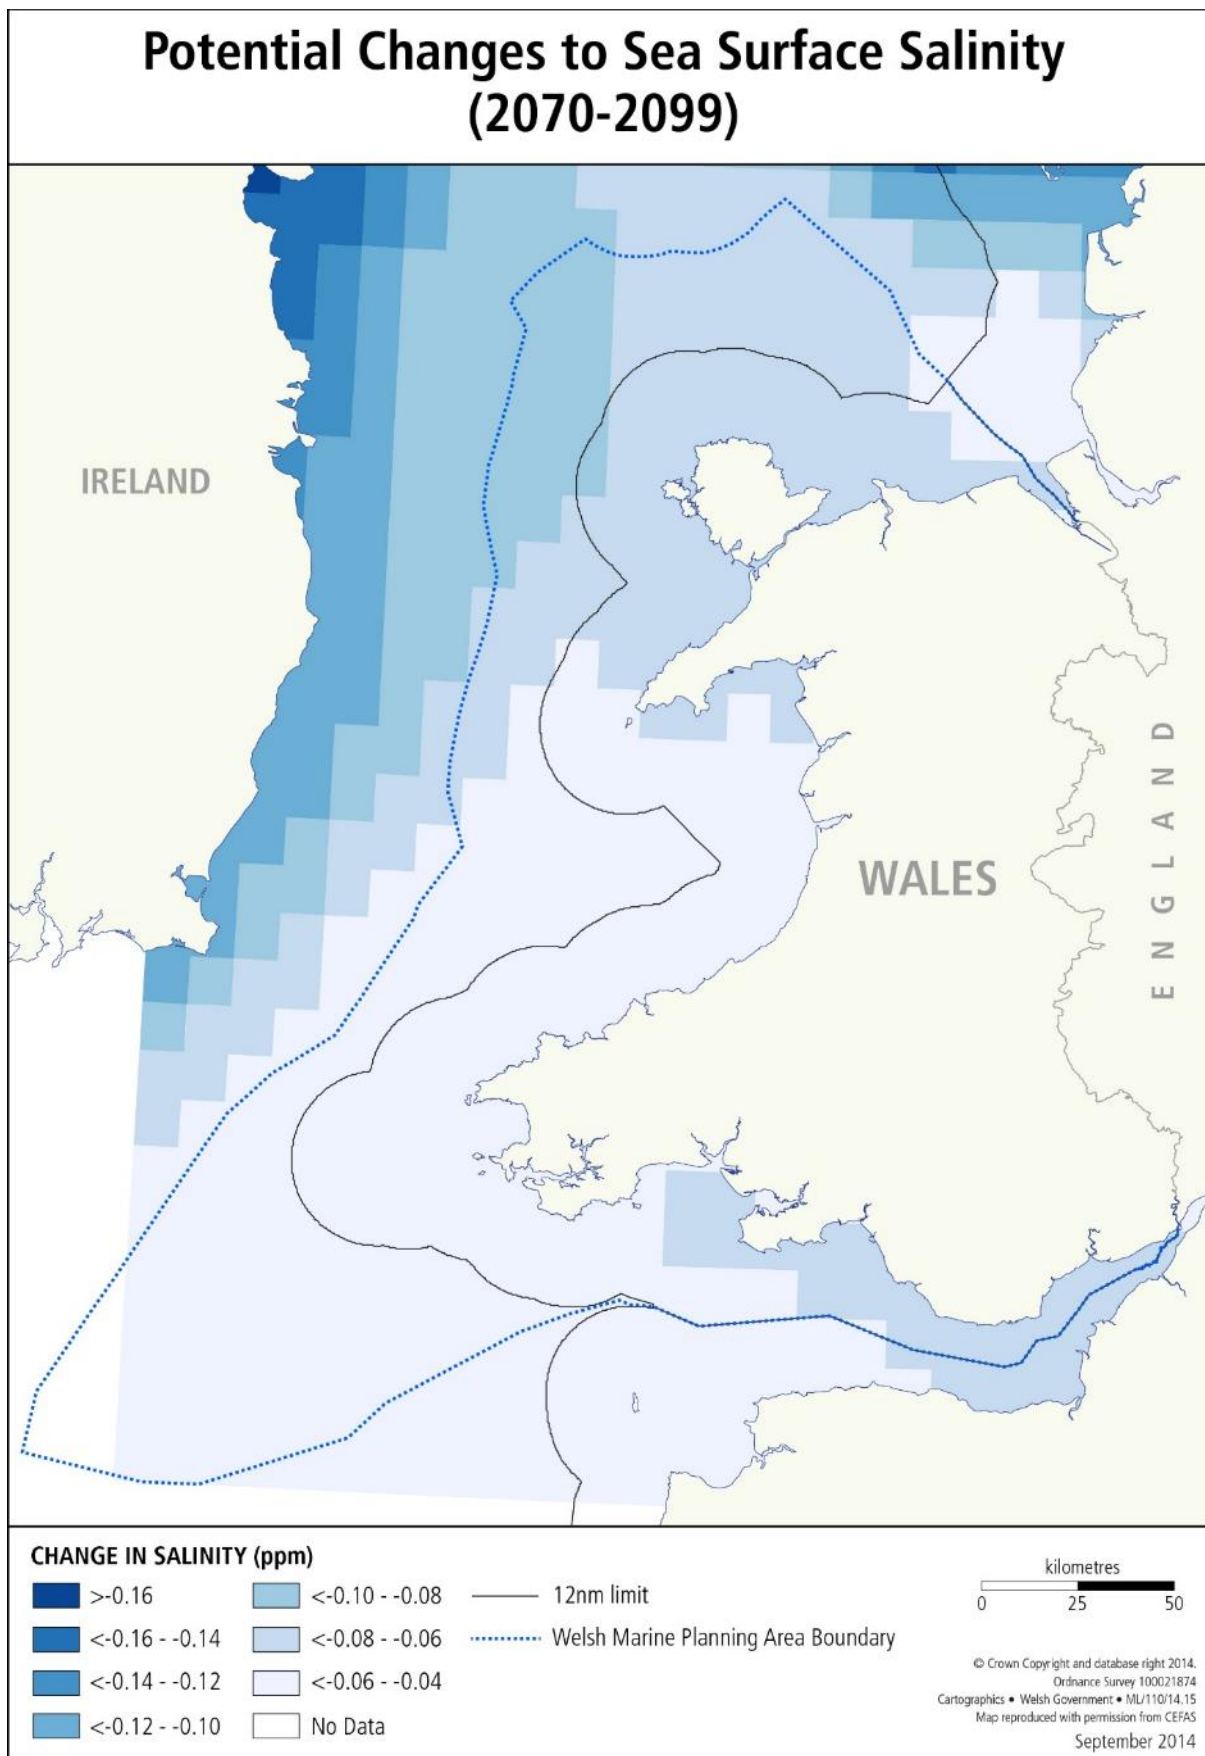 Potential Changes to Sea Surface Salinity
(2070-2099)
IRELAND
WALES
ENGLAND
CHANGE IN SALINITY (ppm)
>-0.16
<-0.16 - -0.14
<-0.14 - -0.12
<-0.12 - -0.10
<-0.10 - -0.08
<-0.08 - -0.06
<-0.06 - -0.04
No Data
12nm limit
Welsh Marine Planning Area Boundary
kilometres
0 25 50
© Crown Copyright and database right 2014.
Ordnance Survey 100021874
Cartographics • Welsh Government • ML/110/14.15
Map reproduced with permission from CEFAS
September 2014